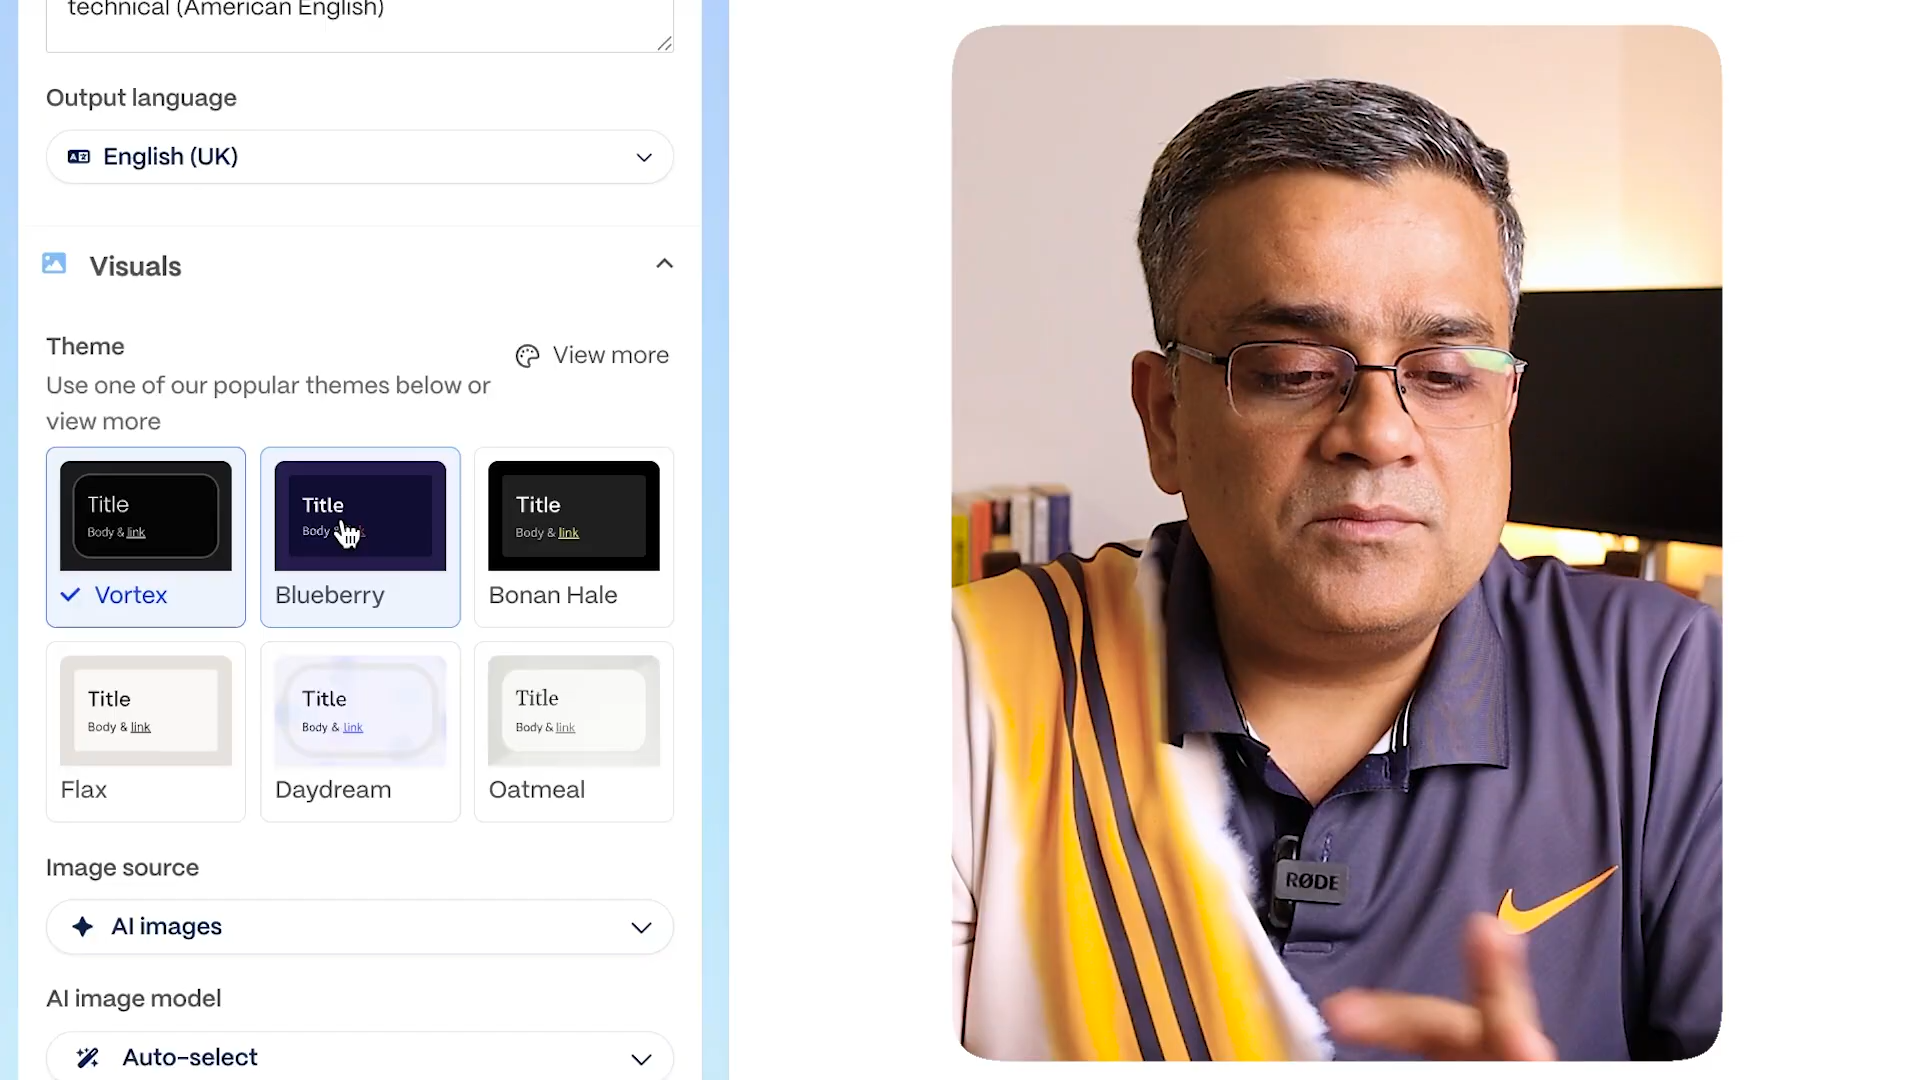 technical (American English)
Output language
English (UK)
Visuals
Theme
View more
Use one of our popular themes below or
view more
Title
Body & link
Vortex
Title
Body
Blueberry
Title
Body & link
Bonan Hale
Title
Body & link
Flax
Title
Body & link
Daydream
Title
Body & link
Oatmeal
Image source
AI images
AI image model
Auto-select
RØDE